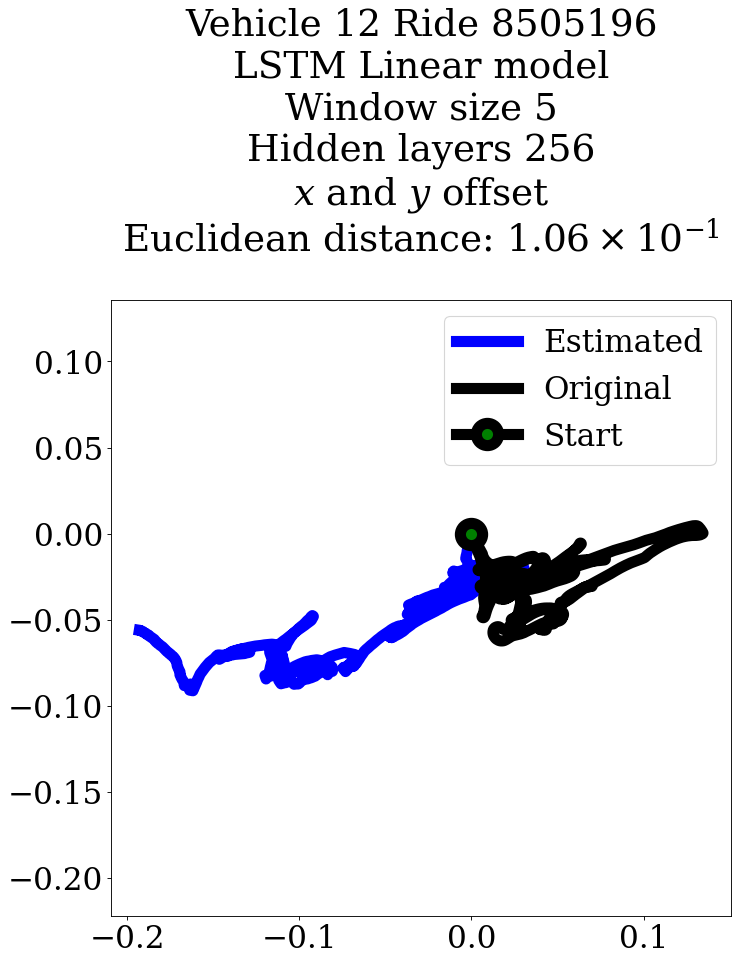 Vehicle 12 Ride 8505196
LSTM Linear model
Window size 5
Hidden layers 256
x and y offset
Euclidean distance: 1.06 × 10⁻¹
Estimated
Original
Start
0.10
0.05
0.00
−0.05
−0.10
−0.15
−0.20
−0.2
−0.1
0.0
0.1